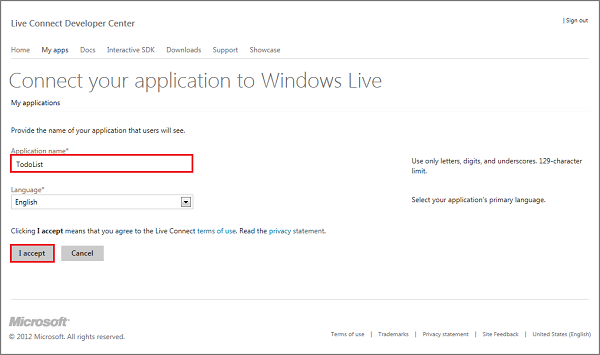 Live Connect Developer Center
| Sign out
Home My apps Docs Interactive SDK Downloads Support Showcase
Connect your application to Windows Live
My applications
Provide the name of your application that users will see.
Application name*
TodoList
Use only letters, digits, and underscores. 129-character
limit.
Language*
English
Select your application's primary language.
Clicking I accept means that you agree to the Live Connect terms of use. Read the privacy statement.
I accept Cancel
Microsoft
© 2012 Microsoft. All rights reserved.
Terms of use | Trademarks | Privacy statement | Site Feedback | United States (English)